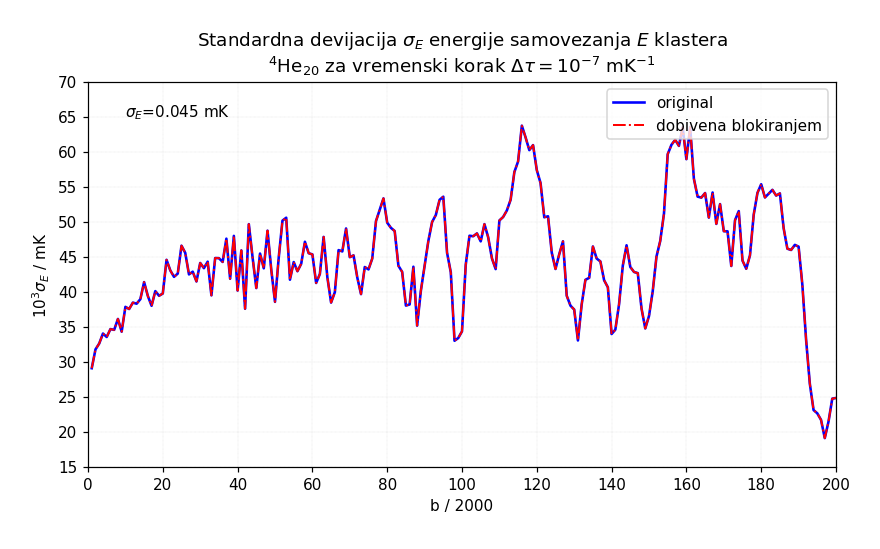 Standardna devijacija σ_E energije samovezanja E klastera
⁴He₂₀ za vremenski korak Δτ = 10⁻⁷ mK⁻¹
70
65
60
55
50
45
40
35
30
25
20
15
10³σ_E / mK
σ_E=0.045 mK
original
dobivena blokiranjem
0 20 40 60 80 100 120 140 160 180 200
b / 2000